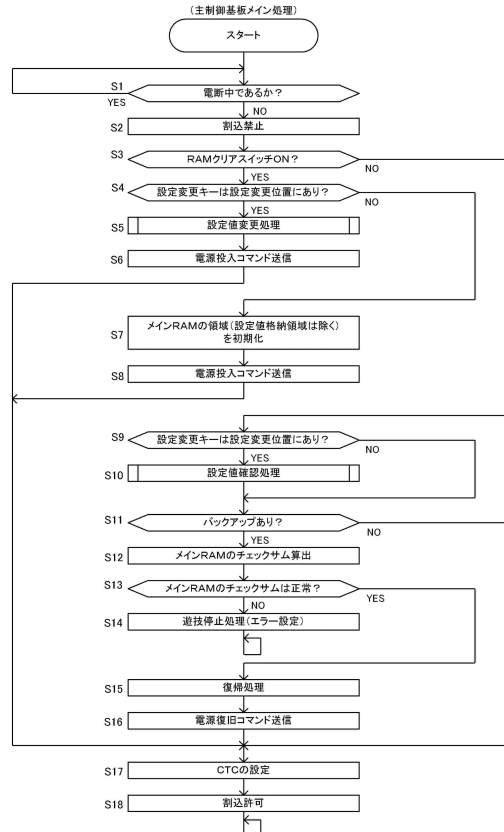 (主制御基板メイン処理)
スタート
S1
電断中であるか？
YES
NO
S2
割込禁止
S3
RAMクリアスイッチON？
NO
YES
S4
設定変更キーは設定変更位置にあり？
NO
YES
S5
設定値変更処理
S6
電源投入コマンド送信
S7
メインRAMの領域(設定値格納領域は除く)
を初期化
S8
電源投入コマンド送信
S9
設定変更キーは設定変更位置にあり？
NO
YES
S10
設定値確認処理
S11
バックアップあり？
NO
YES
S12
メインRAMのチェックサム算出
S13
メインRAMのチェックサムは正常？
YES
NO
S14
遊技停止処理(エラー設定)
S15
復帰処理
S16
電源復旧コマンド送信
S17
CTCの設定
S18
割込許可